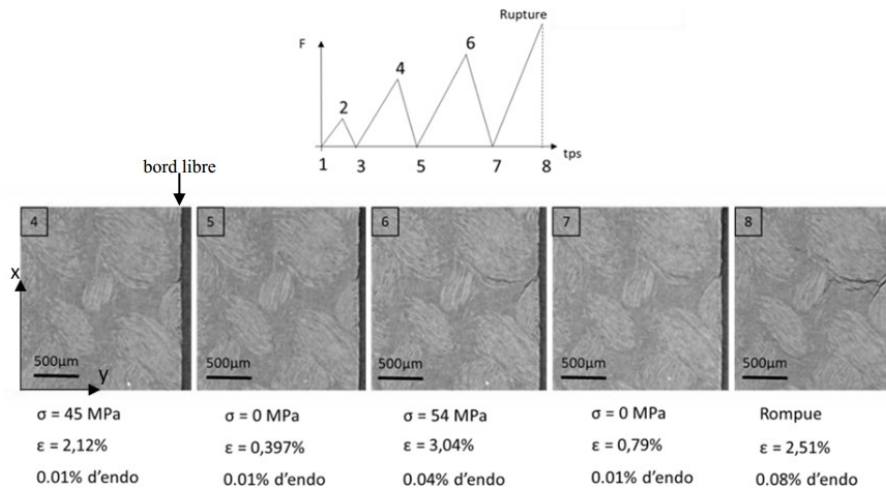 Rupture
F
6
4
2
1 3 5 7 8
tps
bord libre
4 5 6 7 8
x
y
500µm 500µm 500µm 500µm 500µm
σ = 45 MPa σ = 0 MPa σ = 54 MPa σ = 0 MPa Rompue
ε = 2,12% ε = 0,397% ε = 3,04% ε = 0,79% ε = 2,51%
0.01% d’endo 0.01% d’endo 0.04% d’endo 0.01% d’endo 0.08% d’endo